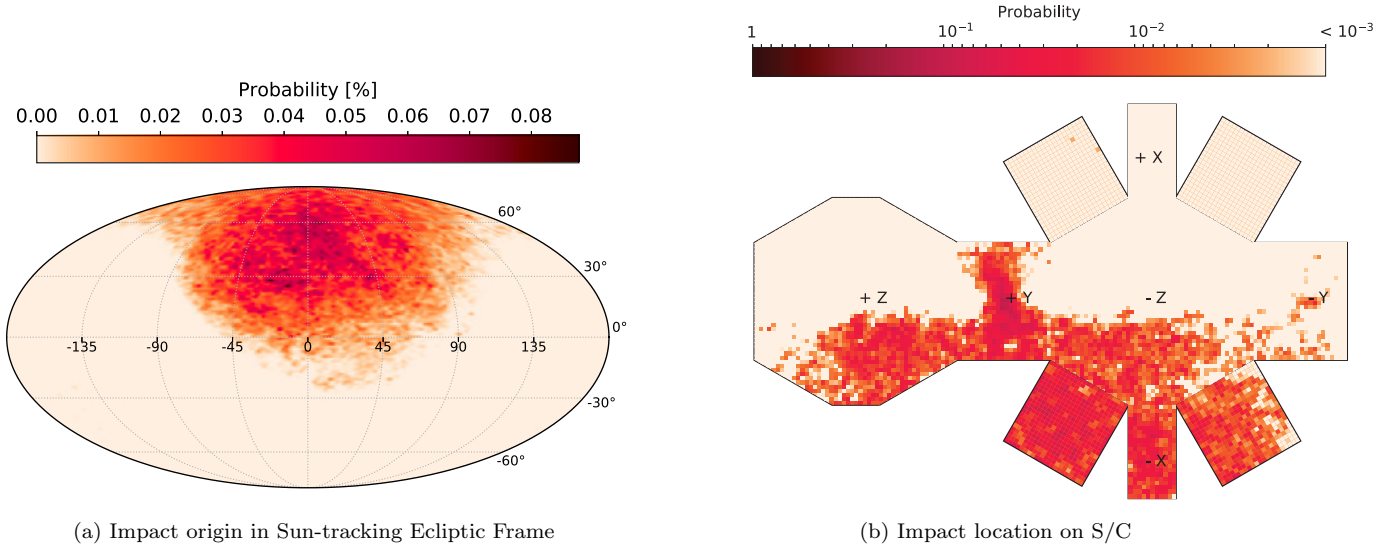 Probability [%]
0.00 0.01 0.02 0.03 0.04 0.05 0.06 0.07 0.08
60°
30°
0°
-135 -90 -45 0 45 90 135
-30°
-60°
(a) Impact origin in Sun-tracking Ecliptic Frame
Probability
1 10⁻¹ 10⁻² < 10⁻³
+ X
+ Z + Y - Z - Y
- X
(b) Impact location on S/C